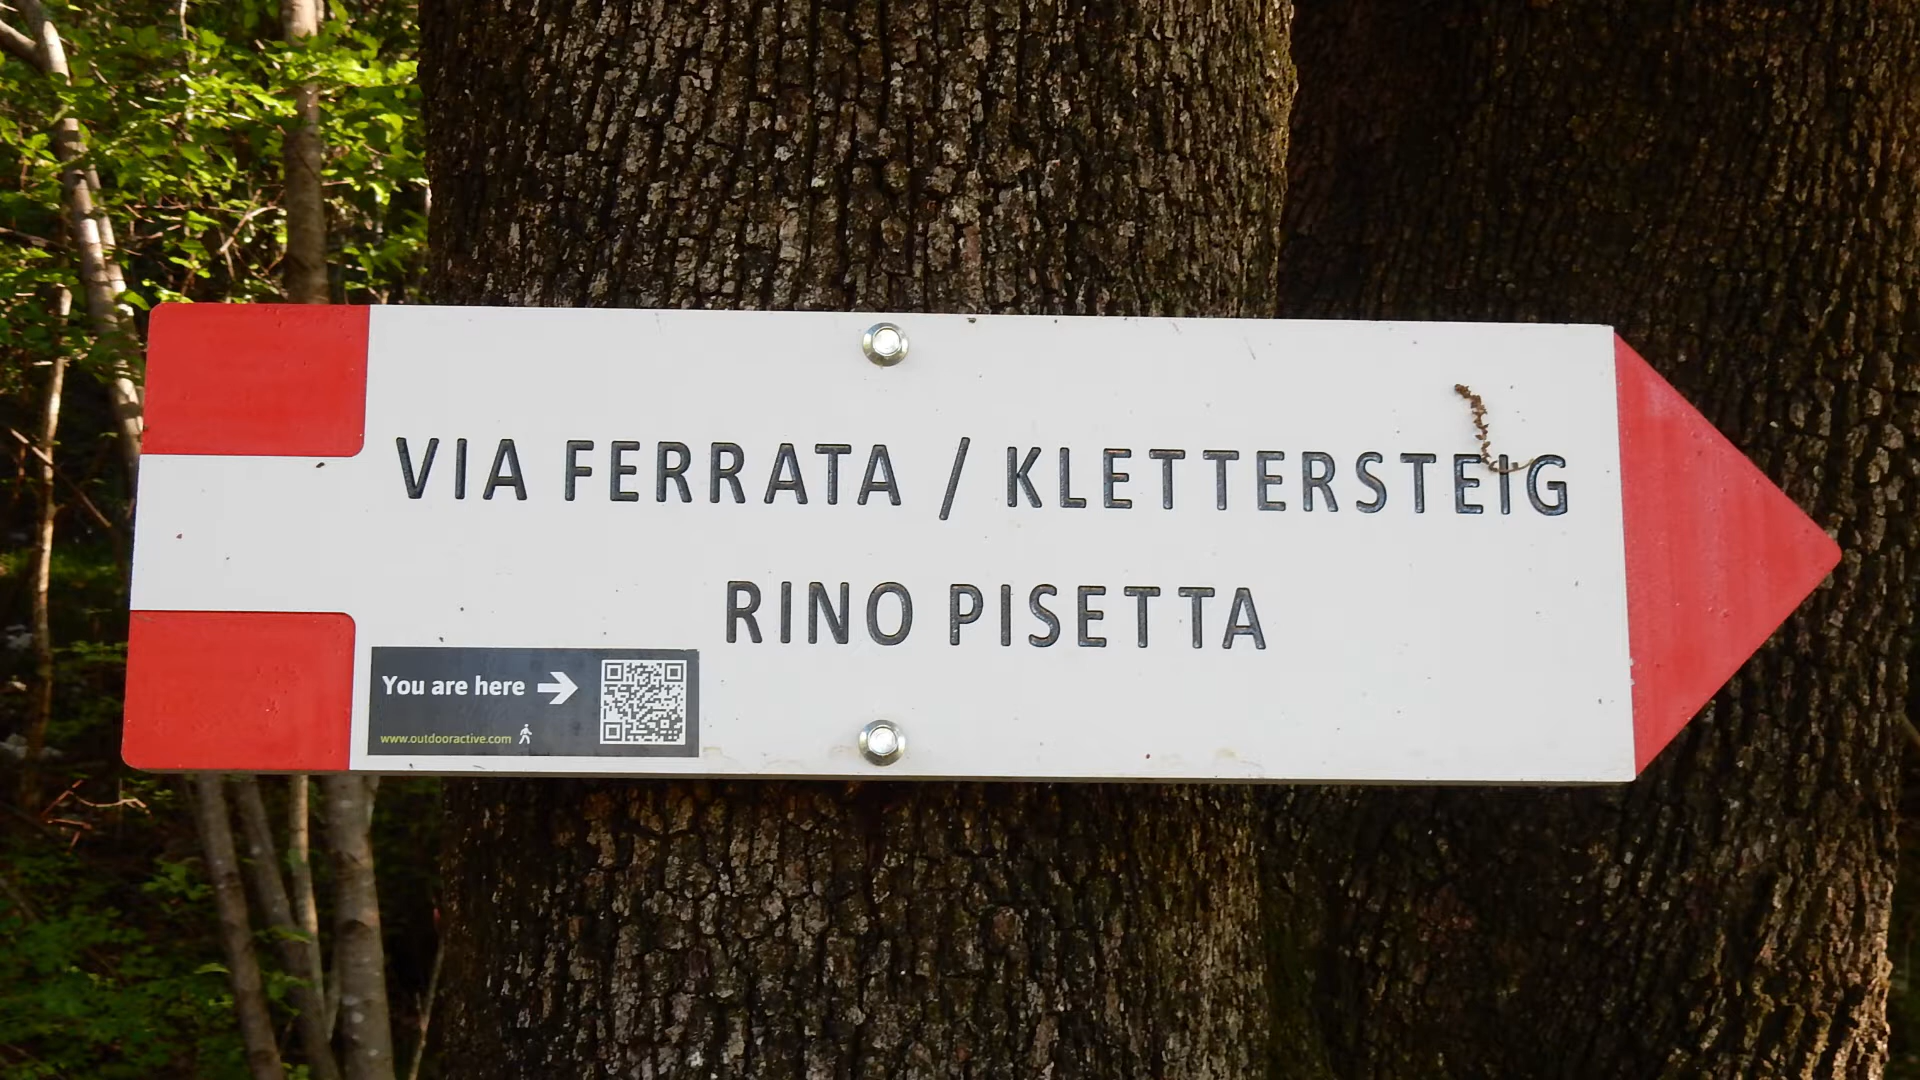 VIA FERRATA / KLETTERSTEIG
RINO PISETTA
You are here →
www.outdooractive.com